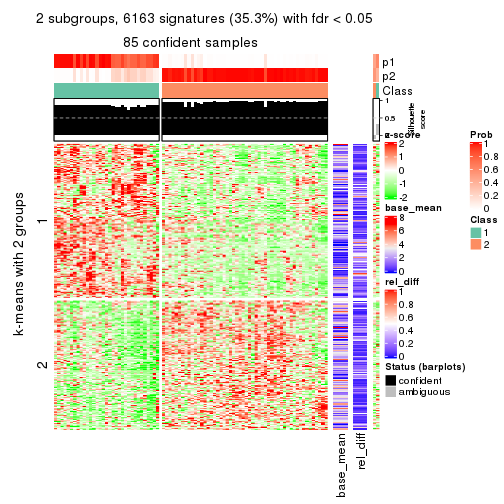 2 subgroups, 6163 signatures (35.3%) with fdr < 0.05
85 confident samples
p1
p2
Class
1
0.5
0
Silhouette
score
k-means with 2 groups
1
2
base_mean
rel_diff
z-score
2
1
0
-1
-2
base_mean
8
6
4
2
0
rel_diff
1
0.8
0.6
0.4
0.2
0
Status (barplots)
confident
ambiguous
Prob
1
0.8
0.6
0.4
0.2
0
Class
1
2